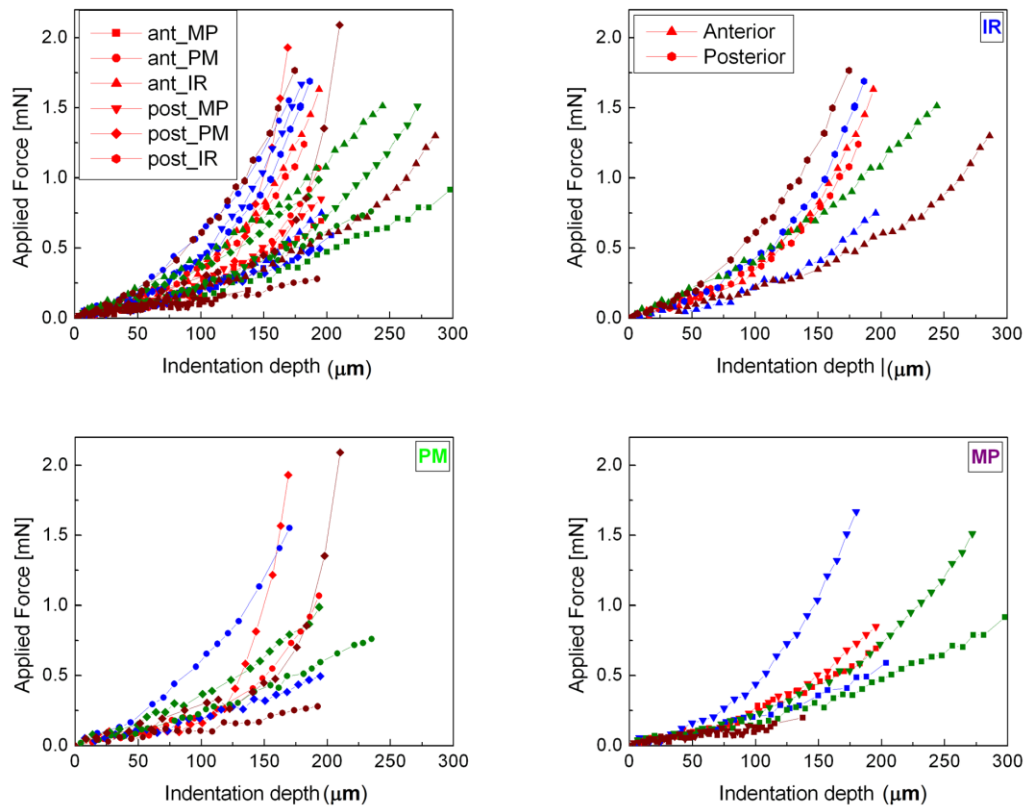 Applied Force [mN]
2.0
1.5
1.0
0.5
0.0
ant_MP
ant_PM
ant_IR
post_MP
post_PM
post_IR
0 50 100 150 200 250 300
Indentation depth (μm)
Applied Force [mN]
2.0
1.5
1.0
0.5
0.0
Anterior
Posterior
IR
0 50 100 150 200 250 300
Indentation depth |(μm)
Applied Force [mN]
2.0
1.5
1.0
0.5
0.0
PM
0 50 100 150 200 250 300
Indentation depth (μm)
Applied Force [mN]
2.0
1.5
1.0
0.5
0.0
MP
0 50 100 150 200 250 300
Indentation depth (μm)